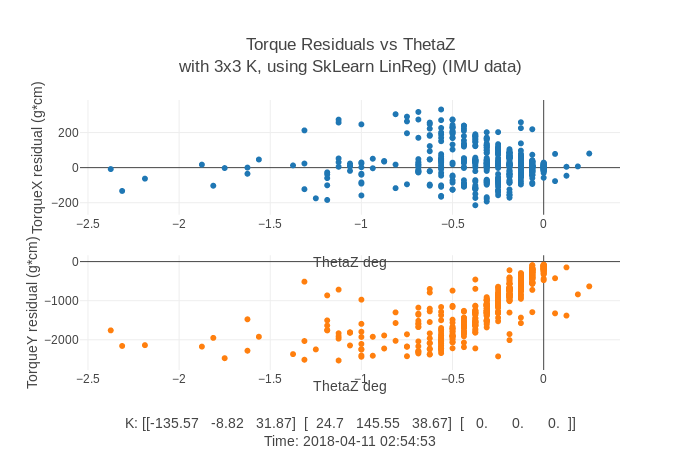 Torque Residuals vs ThetaZ
with 3x3 K, using SkLearn LinReg) (IMU data)
TorqueX residual (g*cm)
200
0
−200
−2.5 −2 −1.5 −1 −0.5 0
ThetaZ deg
TorqueY residual (g*cm)
0
−1000
−2000
−2.5 −2 −1.5 −1 −0.5 0
ThetaZ deg
K: [[-135.57 -8.82 31.87] [ 24.7 145.55 38.67] [ 0. 0. 0. ]]
Time: 2018-04-11 02:54:53